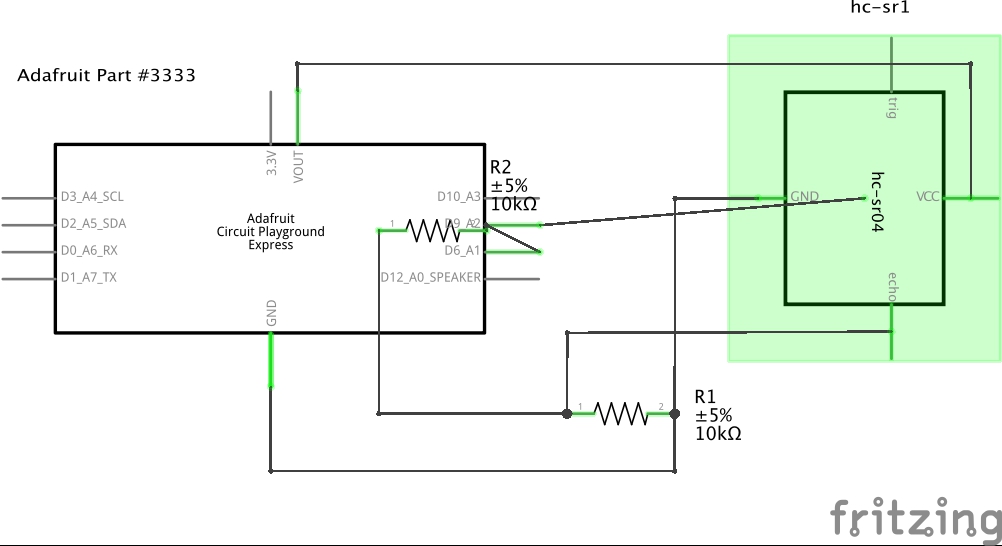 hc-sr1
Adafruit Part #3333
trig
3.3V
VOUT
R2
±5%
10kΩ
D3_A4_SCL
D10_A3
GND
hc-sr04
VCC
D2_A5_SDA
Adafruit
Circuit Playground
Express
1
2
D9_A2
D0_A6_RX
D6_A1
D1_A7_TX
D12_A0_SPEAKER
echo
GND
1
2
R1
±5%
10kΩ
fritzing